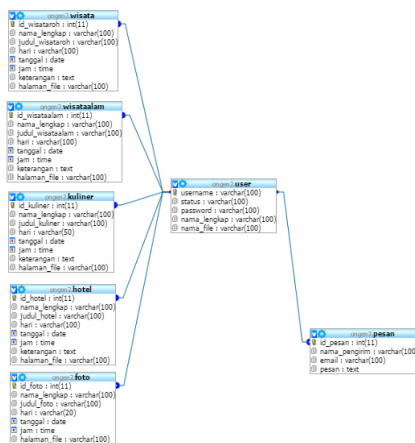 ongen2.wisata
id_wisataroh : int(11)
nama_lengkap : varchar(100)
judul_wisataroh : varchar(100)
hari : varchar(100)
tanggal : date
jam : time
keterangan : text
halaman_file : varchar(100)
ongen2.wisataalam
id_wisataalam : int(11)
nama_lengkap : varchar(100)
judul_wisataalam : varchar(100)
hari : varchar(100)
tanggal : date
jam : time
keterangan : text
halaman_file : varchar(100)
ongen2.kuliner
id_kuliner : int(11)
nama_lengkap : varchar(100)
judul_kuliner : varchar(100)
hari : varchar(50)
tanggal : date
jam : time
keterangan : text
halaman_file : varchar(100)
ongen2.user
username : varchar(100)
status : varchar(100)
password : varchar(100)
nama_lengkap : varchar(100)
nama_file : varchar(100)
ongen2.hotel
id_hotel : int(11)
nama_lengkap : varchar(100)
judul_hotel : varchar(100)
hari : varchar(100)
tanggal : date
jam : time
keterangan : text
halaman_file : varchar(100)
ongen2.pesan
id_pesan : int(11)
nama_pengirim : varchar(100)
email : varchar(100)
pesan : text
ongen2.foto
id_foto : int(11)
nama_lengkap : varchar(100)
judul_foto : varchar(100)
hari : varchar(20)
tanggal : date
jam : time
halaman_file : varchar(100)